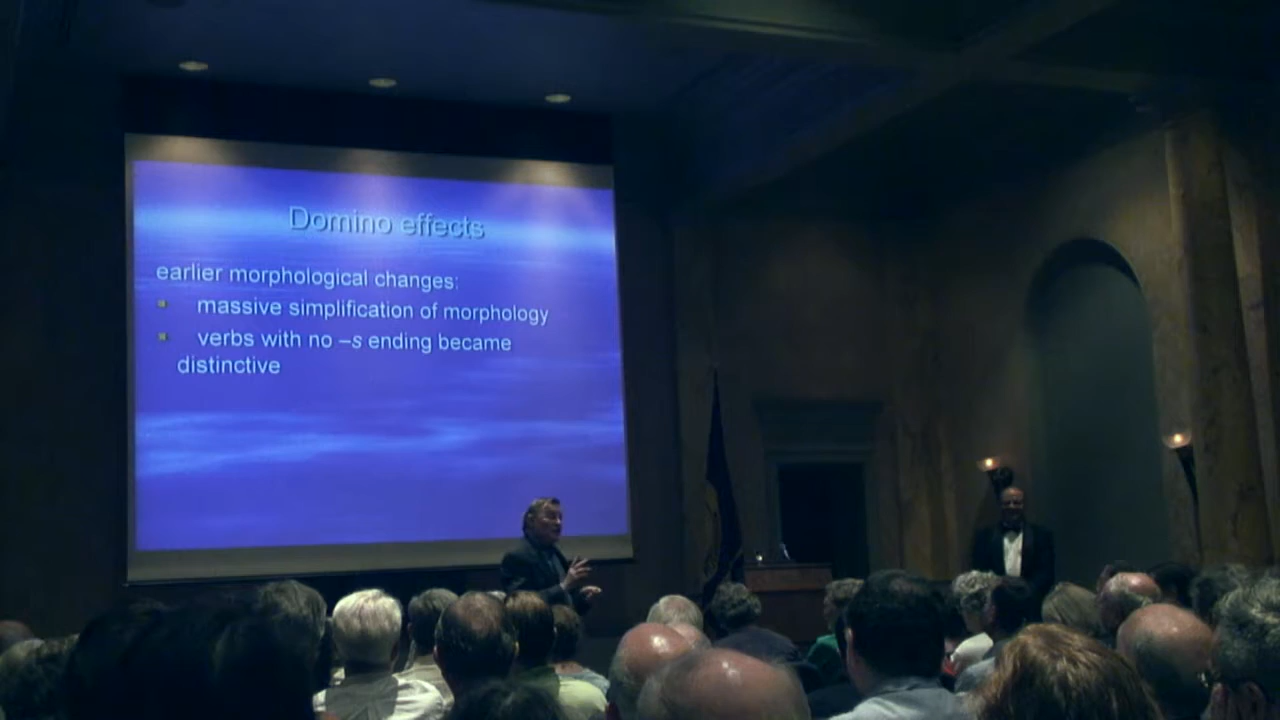 Domino effects
earlier morphological changes:
massive simplification of morphology
verbs with no –s ending became
distinctive